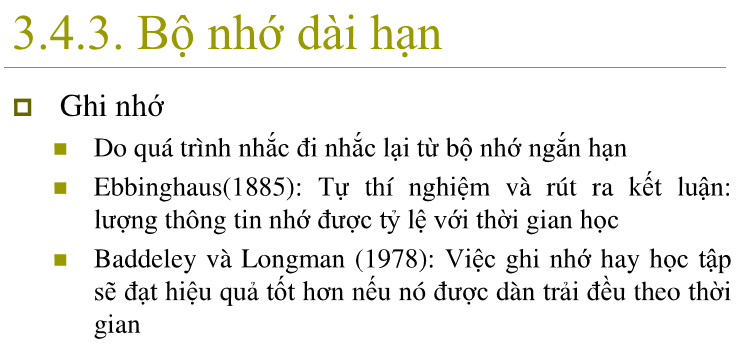 3.4.3. Bộ nhớ dài hạn
Ghi nhớ
Do quá trình nhắc đi nhắc lại từ bộ nhớ ngắn hạn
Ebbinghaus(1885): Tự thí nghiệm và rút ra kết luận:
lượng thông tin nhớ được tỷ lệ với thời gian học
Baddeley và Longman (1978): Việc ghi nhớ hay học tập
sẽ đạt hiệu quả tốt hơn nếu nó được dàn trải đều theo thời
gian